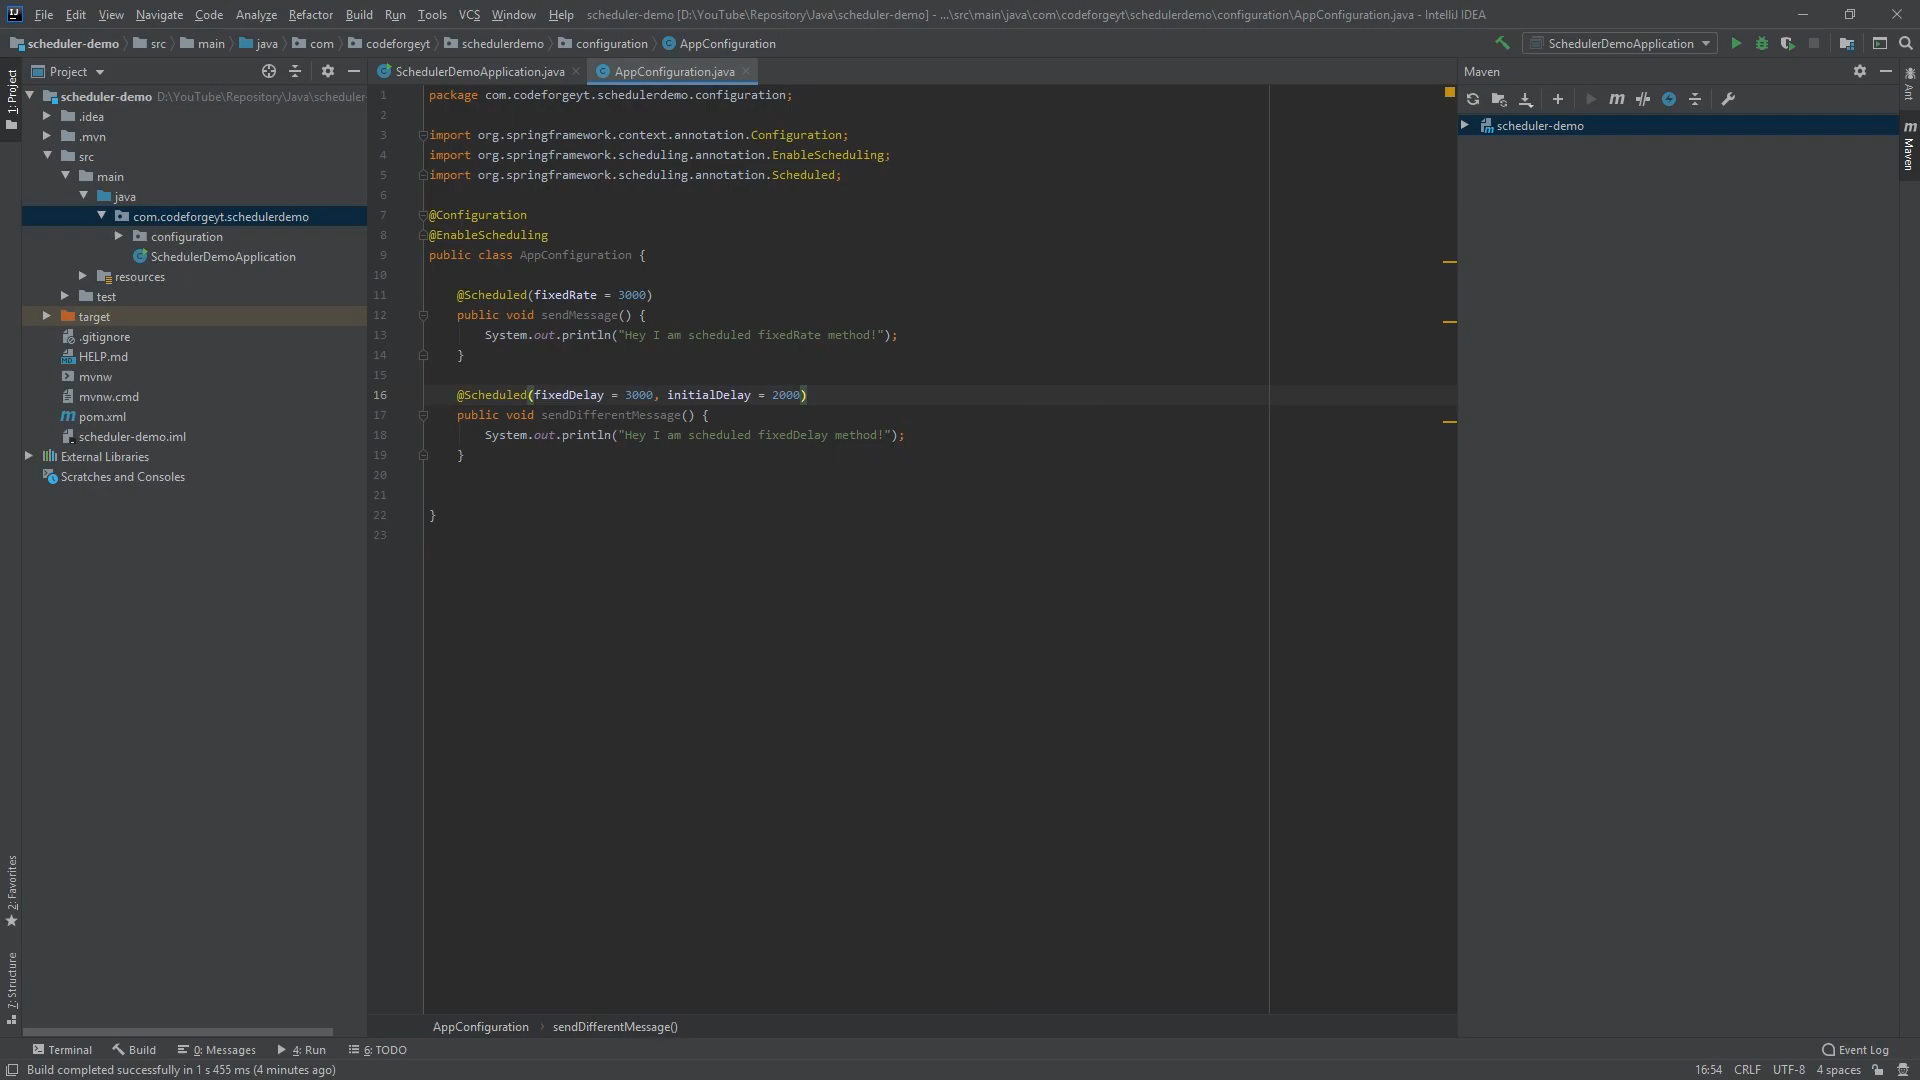 File Edit View Navigate Code Analyze Refactor Build Run Tools VCS Window Help scheduler-demo [D:\YouTube\Repository\Java\scheduler-demo] - ...\src\main\java\com\codeforgeyt\schedulerdemo\configuration\AppConfiguration.java - IntelliJ IDEA
scheduler-demo src main java com codeforgeyt schedulerdemo configuration AppConfiguration
SchedulerDemoApplication
1: Project
2: Favorites
7: Structure
Project
scheduler-demo D:\YouTube\Repository\Java\scheduler-
.idea
.mvn
src
main
java
com.codeforgeyt.schedulerdemo
configuration
SchedulerDemoApplication
resources
test
target
.gitignore
HELP.md
mvnw
mvnw.cmd
pom.xml
scheduler-demo.iml
External Libraries
Scratches and Consoles
SchedulerDemoApplication.java AppConfiguration.java
1 package com.codeforgeyt.schedulerdemo.configuration;
2
3 import org.springframework.context.annotation.Configuration;
4 import org.springframework.scheduling.annotation.EnableScheduling;
5 import org.springframework.scheduling.annotation.Scheduled;
6
7 @Configuration
8 @EnableScheduling
9 public class AppConfiguration {
10
11 @Scheduled(fixedRate = 3000)
12 public void sendMessage() {
13 System.out.println("Hey I am scheduled fixedRate method!");
14 }
15
16 @Scheduled(fixedDelay = 3000, initialDelay = 2000)
17 public void sendDifferentMessage() {
18 System.out.println("Hey I am scheduled fixedDelay method!");
19 }
20
21
22 }
23
AppConfiguration sendDifferentMessage()
Maven
scheduler-demo
Ant
Maven
Terminal Build 0: Messages 4: Run 6: TODO Event Log
Build completed successfully in 1 s 455 ms (4 minutes ago) 16:54 CRLF UTF-8 4 spaces